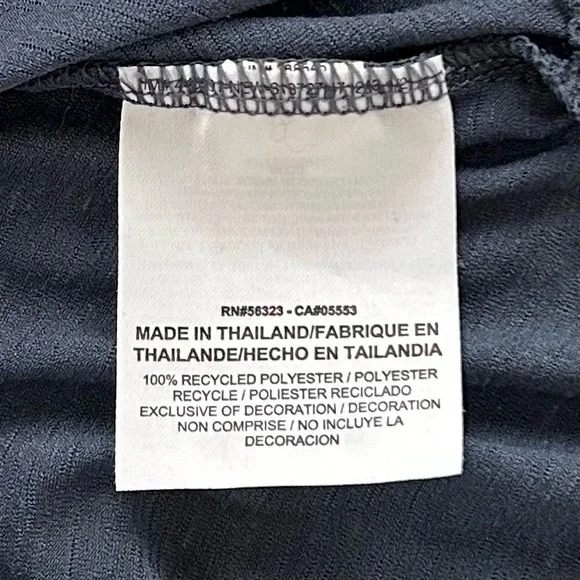 RN#56323 - CA#05553
MADE IN THAILAND/FABRIQUE EN
THAILANDE/HECHO EN TAILANDIA
100% RECYCLED POLYESTER / POLYESTER
RECYCLE / POLIESTER RECICLADO
EXCLUSIVE OF DECORATION / DECORATION
NON COMPRISE / NO INCLUYE LA
DECORACION